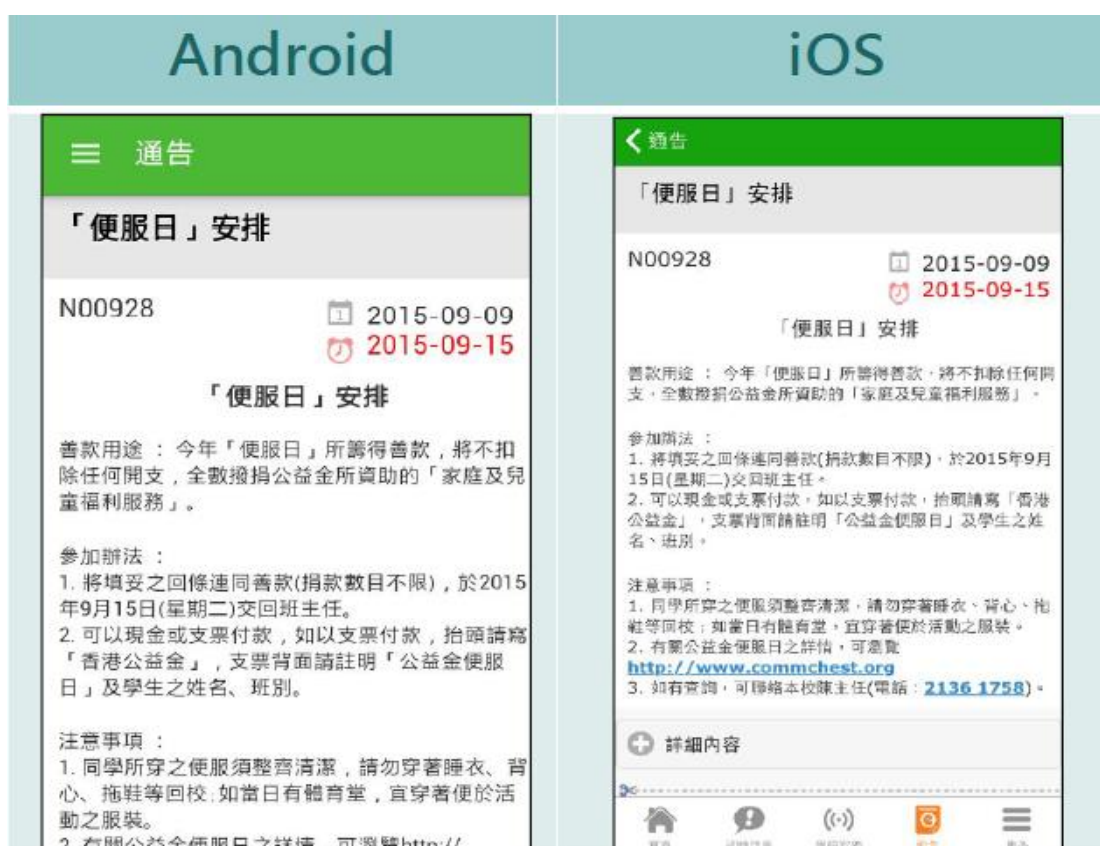 Android
iOS
通告
「便服日」安排
N00928
2015-09-09
2015-09-15
「便服日」安排
善款用途 ： 今年「便服日」所籌得善款，將不扣
除任何開支，全數撥捐公益金所資助的「家庭及兒
童福利服務」。
參加辦法 ：
1. 將填妥之回條連同善款(捐款數目不限)，於2015
年9月15日(星期二)交回班主任。
2. 可以現金或支票付款，如以支票付款，抬頭請寫
「香港公益金」，支票背面請註明「公益金便服
日」及學生之姓名、班別。
注意事項 ：
1. 同學所穿之便服須整齊清潔，請勿穿著睡衣、背
心、拖鞋等回校;如當日有體育堂，宜穿著便於活
動之服裝。
2. 有關公益金便服日之詳情，可瀏覽http://
通告
「便服日」安排
N00928
2015-09-09
2015-09-15
「便服日」安排
善款用途 ： 今年「便服日」所籌得善款，將不扣除任何開
支，全數撥捐公益金所資助的「家庭及兒童福利服務」。
參加辦法 ：
1. 將填妥之回條連同善款(捐款數目不限)，於2015年9月
15日(星期二)交回班主任。
2. 可以現金或支票付款，如以支票付款，抬頭請寫「香港
公益金」，支票背面請註明「公益金便服日」及學生之姓
名、班別。
注意事項 ：
1. 同學所穿之便服須整齊清潔，請勿穿著睡衣、背心、拖
鞋等回校；如當日有體育堂，宜穿著便於活動之服裝。
2. 有關公益金便服日之詳情，可瀏覽
http://www.commchest.org
3. 如有查詢，可聯絡本校陳主任(電話：2136 1758)。
詳細內容